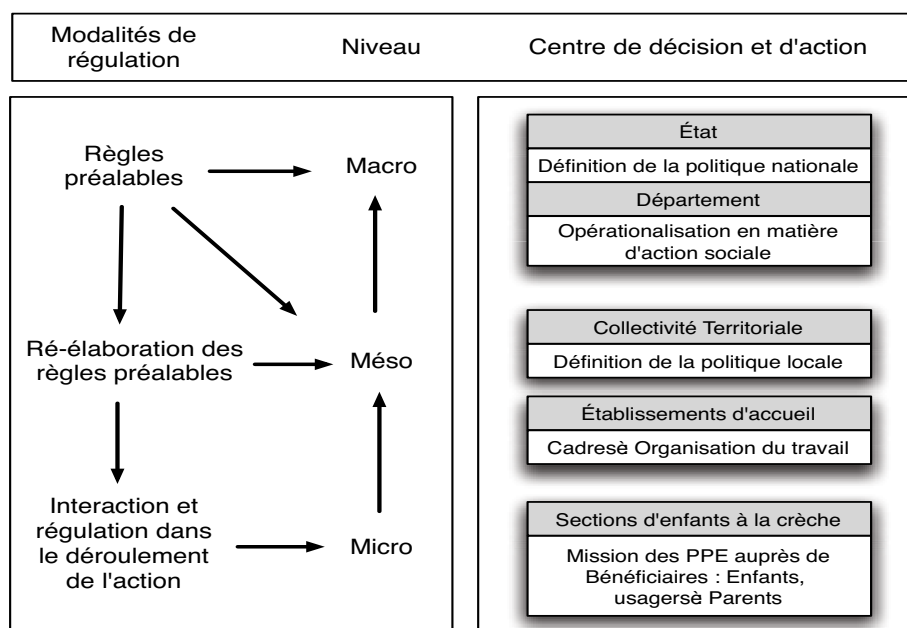 Modalités de
régulation
Niveau
Centre de décision et d'action
Règles
préalables
Macro
Ré-élaboration des
règles préalables
Méso
Interaction et
régulation dans
le déroulement
de l'action
Micro
État
Définition de la politique nationale
Département
Opérationalisation en matière
d'action sociale
Collectivité Territoriale
Définition de la politique locale
Établissements d'accueil
Cadresè Organisation du travail
Sections d'enfants à la crèche
Mission des PPE auprès de
Bénéficiaires : Enfants,
usagersè Parents